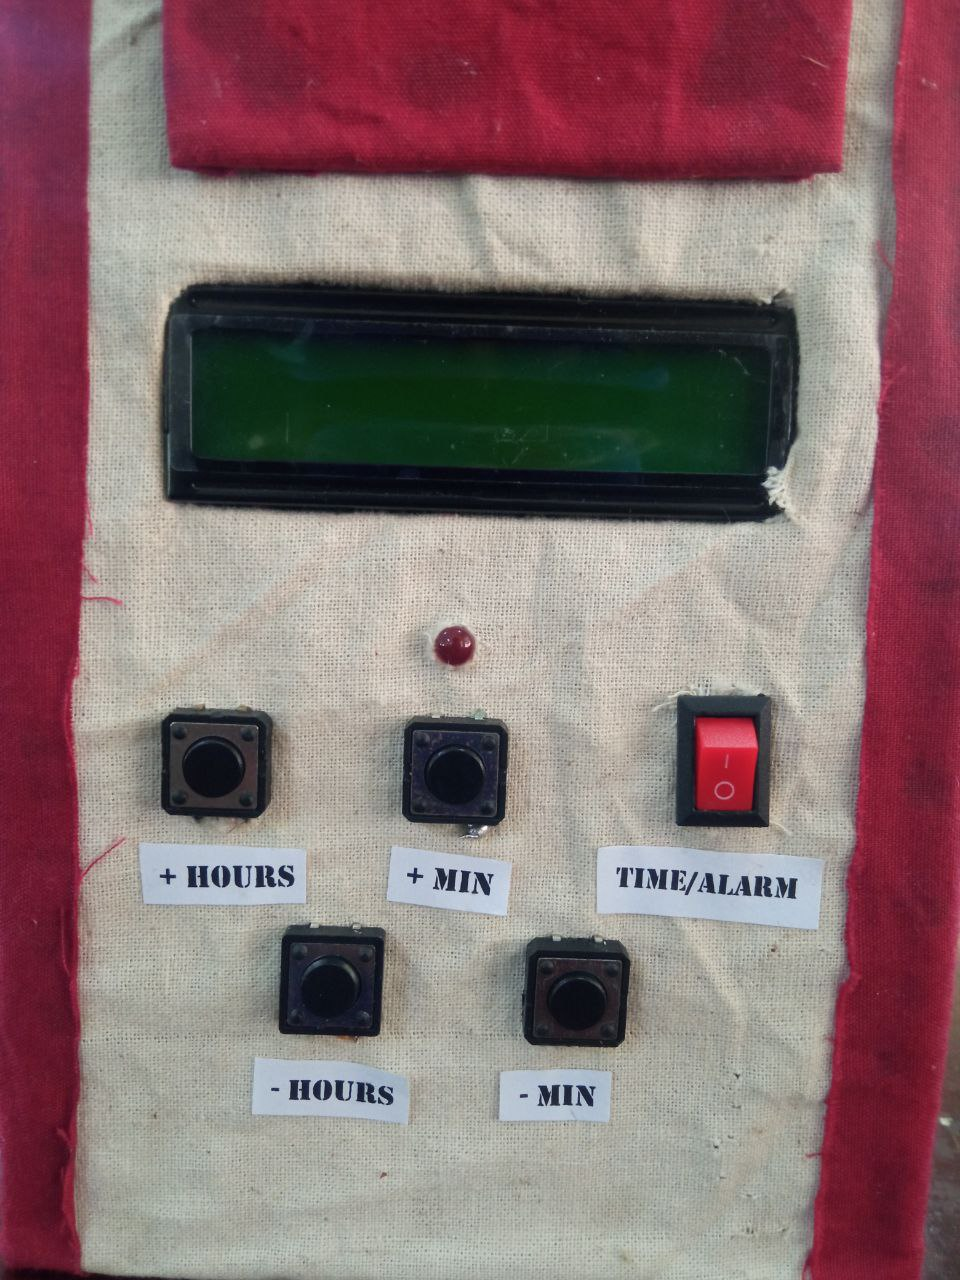 I
O
+ HOURS
+ MIN
TIME/ALARM
- HOURS
- MIN